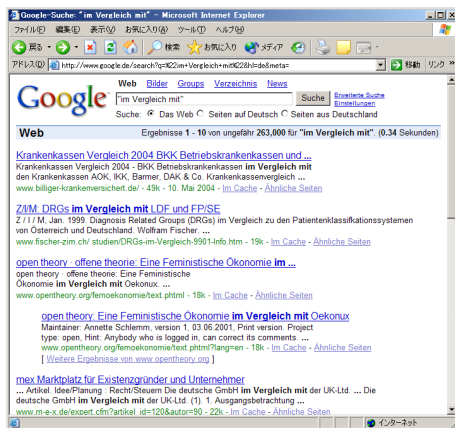 Google-Suche: "im Vergleich mit" - Microsoft Internet Explorer
ファイル(F) 編集(E) 表示(V) お気に入り(A) ツール(T) ヘルプ(H)
戻る 検索 お気に入り メディア
アドレス(D) http://www.google.de/search?q=%22im+Vergleich+mit%22&hl=de&meta= 移動 リンク »
Web Bilder Groups Verzeichnis News
Google "im Vergleich mit" Suche Erweiterte Suche
Einstellungen
Suche: Das Web Seiten auf Deutsch Seiten aus Deutschland
Web Ergebnisse 1 - 10 von ungefähr 263,000 für "im Vergleich mit". (0.34 Sekunden)
Krankenkassen Vergleich 2004 BKK Betriebskrankenkassen und ...
Krankenkassen Vergleich 2004 - BKK Betriebskrankenkassen im Vergleich mit
den Krankenkassen AOK, IKK, Barmer, DAK & Co. Krankenkassenvergleich ...
www.billiger-krankenversichert.de/ - 49k - 10. Mai 2004 - Im Cache - Ähnliche Seiten
Z/I/M: DRGs im Vergleich mit LDF und FP/SE
Z / I / M, Jan. 1999. Diagnosis Related Groups (DRGs) im Vergleich zu den Patientenklassifkationssystemen
von Österreich und Deutschland. Wolfram Fischer. ...
www.fischer-zim.ch/ studien/DRGs-im-Vergleich-9901-Info.htm - 19k - Im Cache - Ähnliche Seiten
open theory · offene theorie: Eine Feministische Ökonomie im ...
open theory · offene theorie: Eine Feministische
Ökonomie im Vergleich mit Oekonux. ...
www.opentheory.org/femoekonomie/text.phtml - 18k - Im Cache - Ähnliche Seiten
open theory: Eine Feministische Ökonomie im Vergleich mit Oekonux
Maintainer: Annette Schlemm, version 1, 03.06.2001, Print version. Project
type: open, Hint: Anybody who is logged in, can correct its comments. ...
www.opentheory.org/femoekonomie/text.phtml?lang=en - 18k - Im Cache - Ähnliche Seiten
[ Weitere Ergebnisse von www.opentheory.org ]
mex Marktplatz für Existenzgründer und Unternehmer
... Artikel. Idee/Planung : Recht/Steuern Die deutsche GmbH im Vergleich mit der UK-Ltd. ... Die
deutsche GmbH im Vergleich mit der UK-Ltd. (1). 1. Ausgangsbetrachtung ...
www.m-e-x.de/expert.cfm?artikel_id=120&autor=90 - 22k - Im Cache - Ähnliche Seiten
インターネット